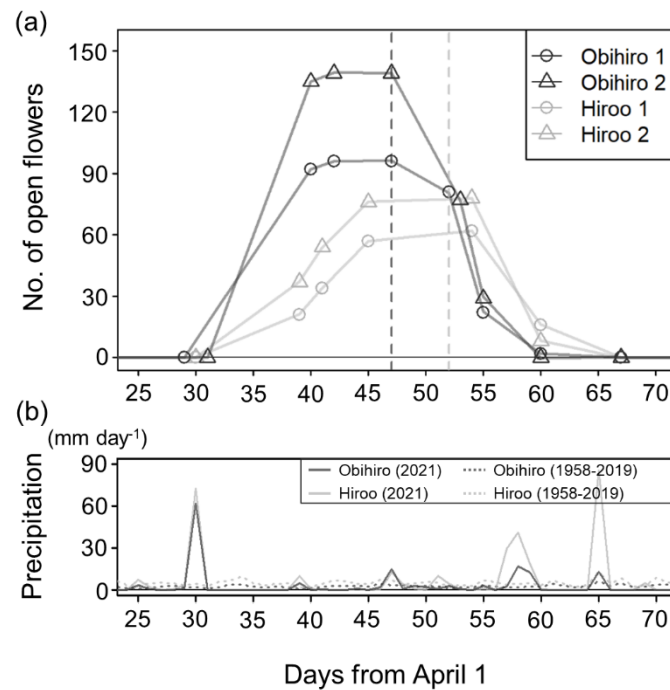 (a)
No. of open flowers
150
120
90
60
30
0
Obihiro 1
Obihiro 2
Hiroo 1
Hiroo 2
25 30 35 40 45 50 55 60 65 70
(b)
(mm day-1)
Precipitation
90
60
30
0
Obihiro (2021) Obihiro (1958-2019)
Hiroo (2021) Hiroo (1958-2019)
25 30 35 40 45 50 55 60 65 70
Days from April 1